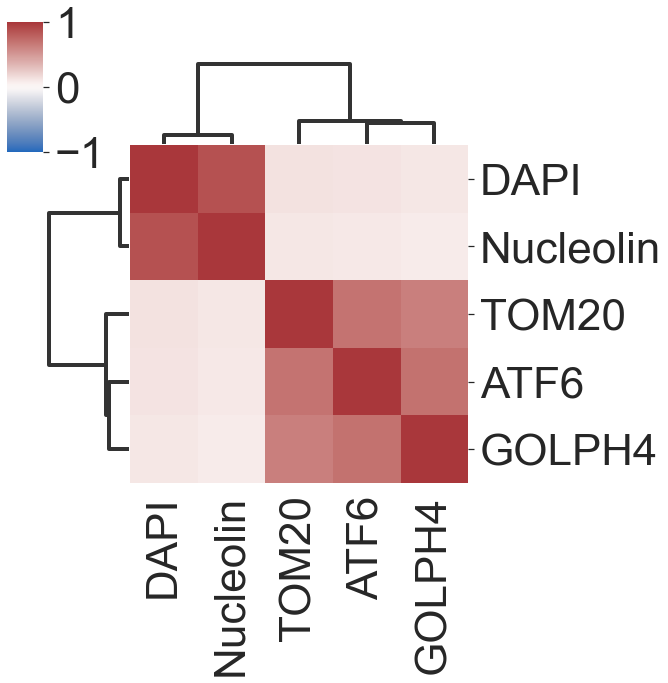 1
0
−1
DAPI
Nucleolin
TOM20
ATF6
GOLPH4
DAPI
Nucleolin
TOM20
ATF6
GOLPH4